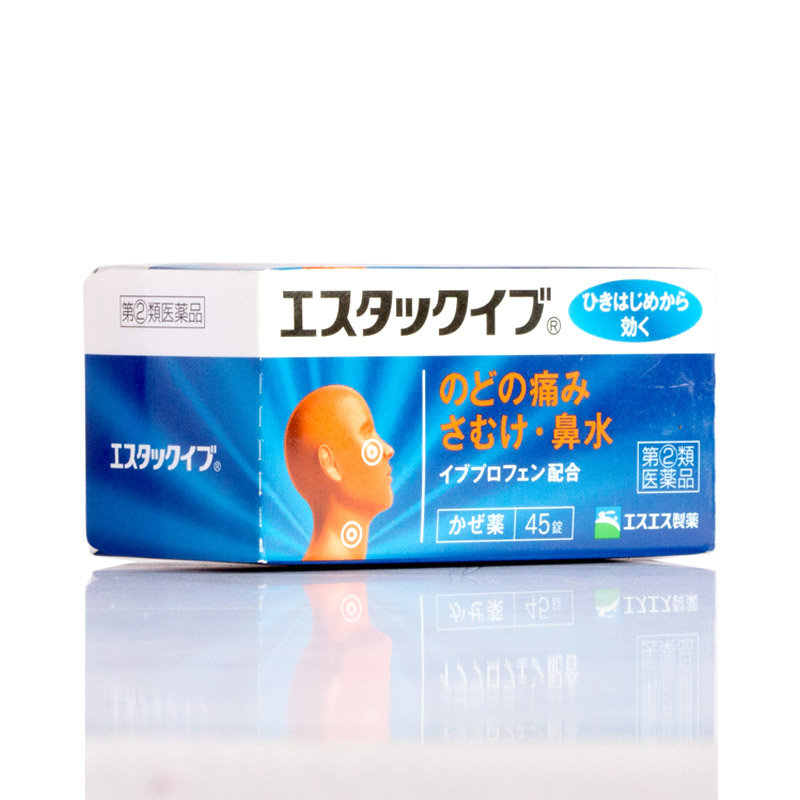 第②類医薬品
エスタックイブ®
エスタックイブ®
ひきはじめから
効く
のどの痛み
さむけ・鼻水
イブプロフェン配合
かぜ薬 45錠
第②類
医薬品
エスエス製薬